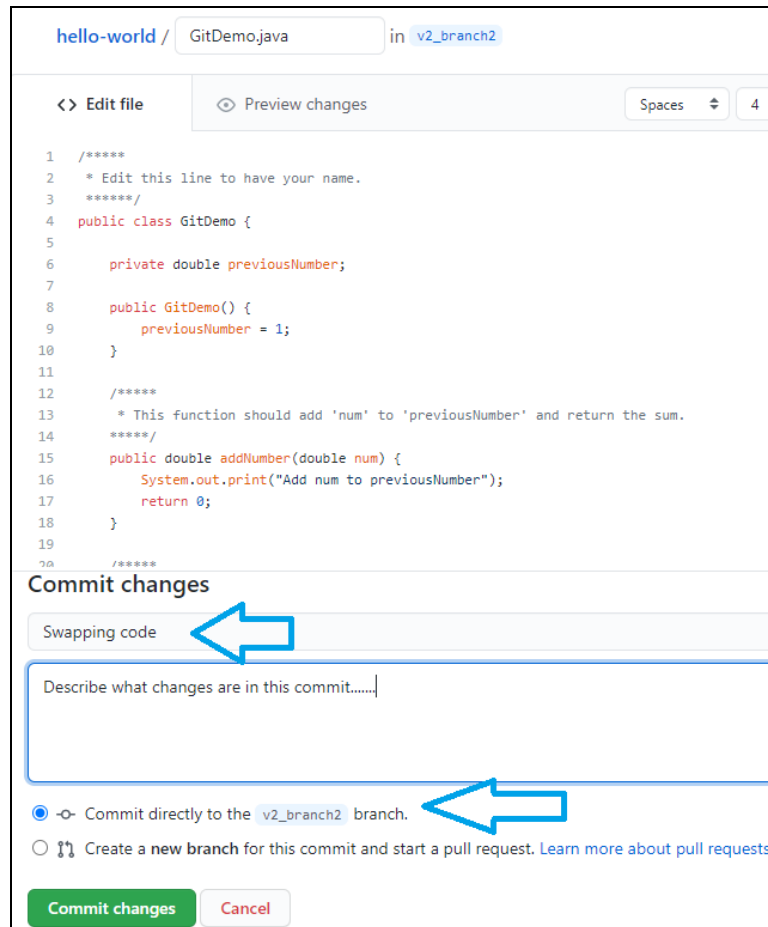 hello-world / GitDemo.java in v2_branch2
<> Edit file Preview changes Spaces 4
1 /*****
2 * Edit this line to have your name.
3 ******/
4 public class GitDemo {
5
6 private double previousNumber;
7
8 public GitDemo() {
9 previousNumber = 1;
10 }
11
12 /*****
13 * This function should add 'num' to 'previousNumber' and return the sum.
14 *****/
15 public double addNumber(double num) {
16 System.out.print("Add num to previousNumber");
17 return 0;
18 }
19
20 /*****
Commit changes
Swapping code
Describe what changes are in this commit.......
Commit directly to the v2_branch2 branch.
Create a new branch for this commit and start a pull request. Learn more about pull requests
Commit changes Cancel